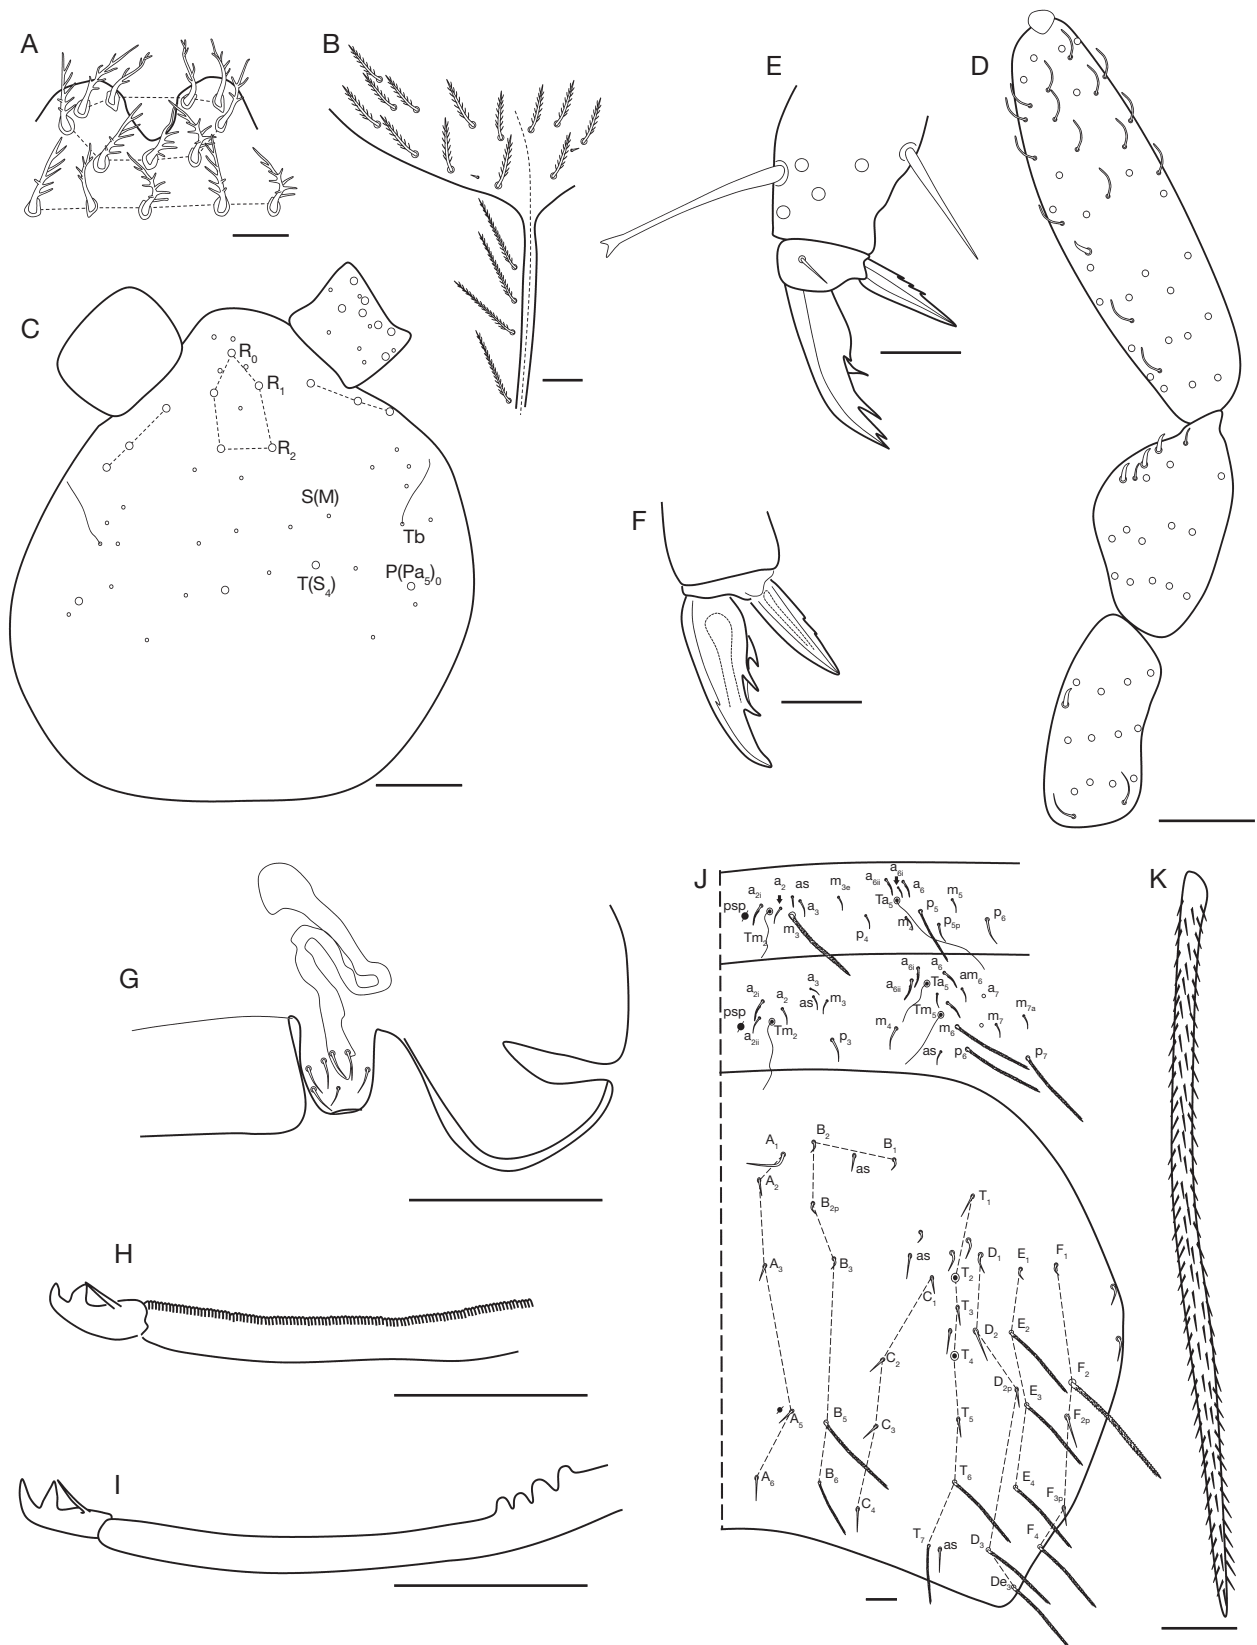 A
B
E
D
C
R0
R1
R2
S(M)
Tb
T(S4)
P(Pa5)0
F
G
J
K
a6i
a2 as m3e a6ii a6 m5
a2i
psp a3 Ta5 p5 p6
Tm2 m3 p4 m4 p5p
a6i a6 am6
a3 a6ii Ta5 a7
a2i a2 as m3 Tm5 m7a
psp m4 m6 m7
a2ii Tm2 p3 as p6 p7
B2
A1 B1
as
A2
B2p T1
H
as D1 E1 F1
A3 B3 T2
C1 T3
D2 E2
C2 T4 F2
D2p E3
A5 B5 C3 T5 F2p
I
A6 B6 T6 E4 F3p
C4
T7 as D3 F4
De3